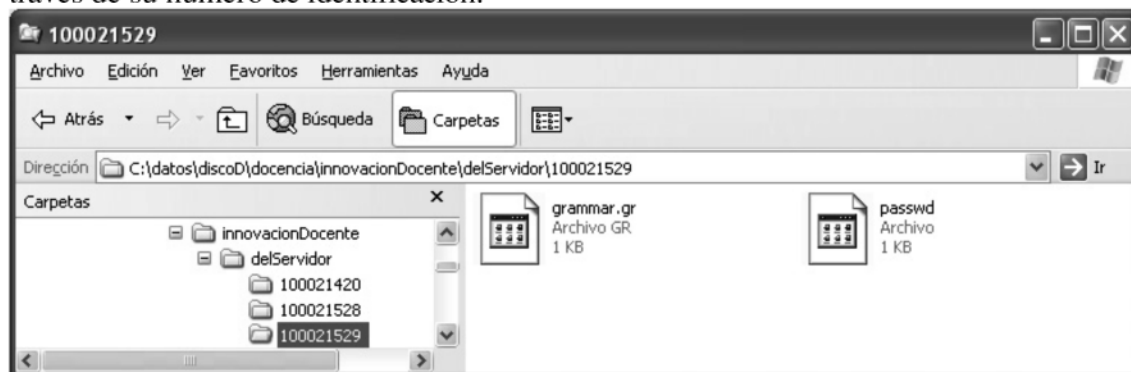 través de su número de identificación.
100021529
Archivo Edición Ver Favoritos Herramientas Ayuda
Atrás Búsqueda Carpetas
Dirección C:\datos\discoD\docencia\innovacionDocente\delServidor\100021529 Ir
Carpetas
innovacionDocente
delServidor
100021420
100021528
100021529
grammar.gr
Archivo GR
1 KB
passwd
Archivo
1 KB